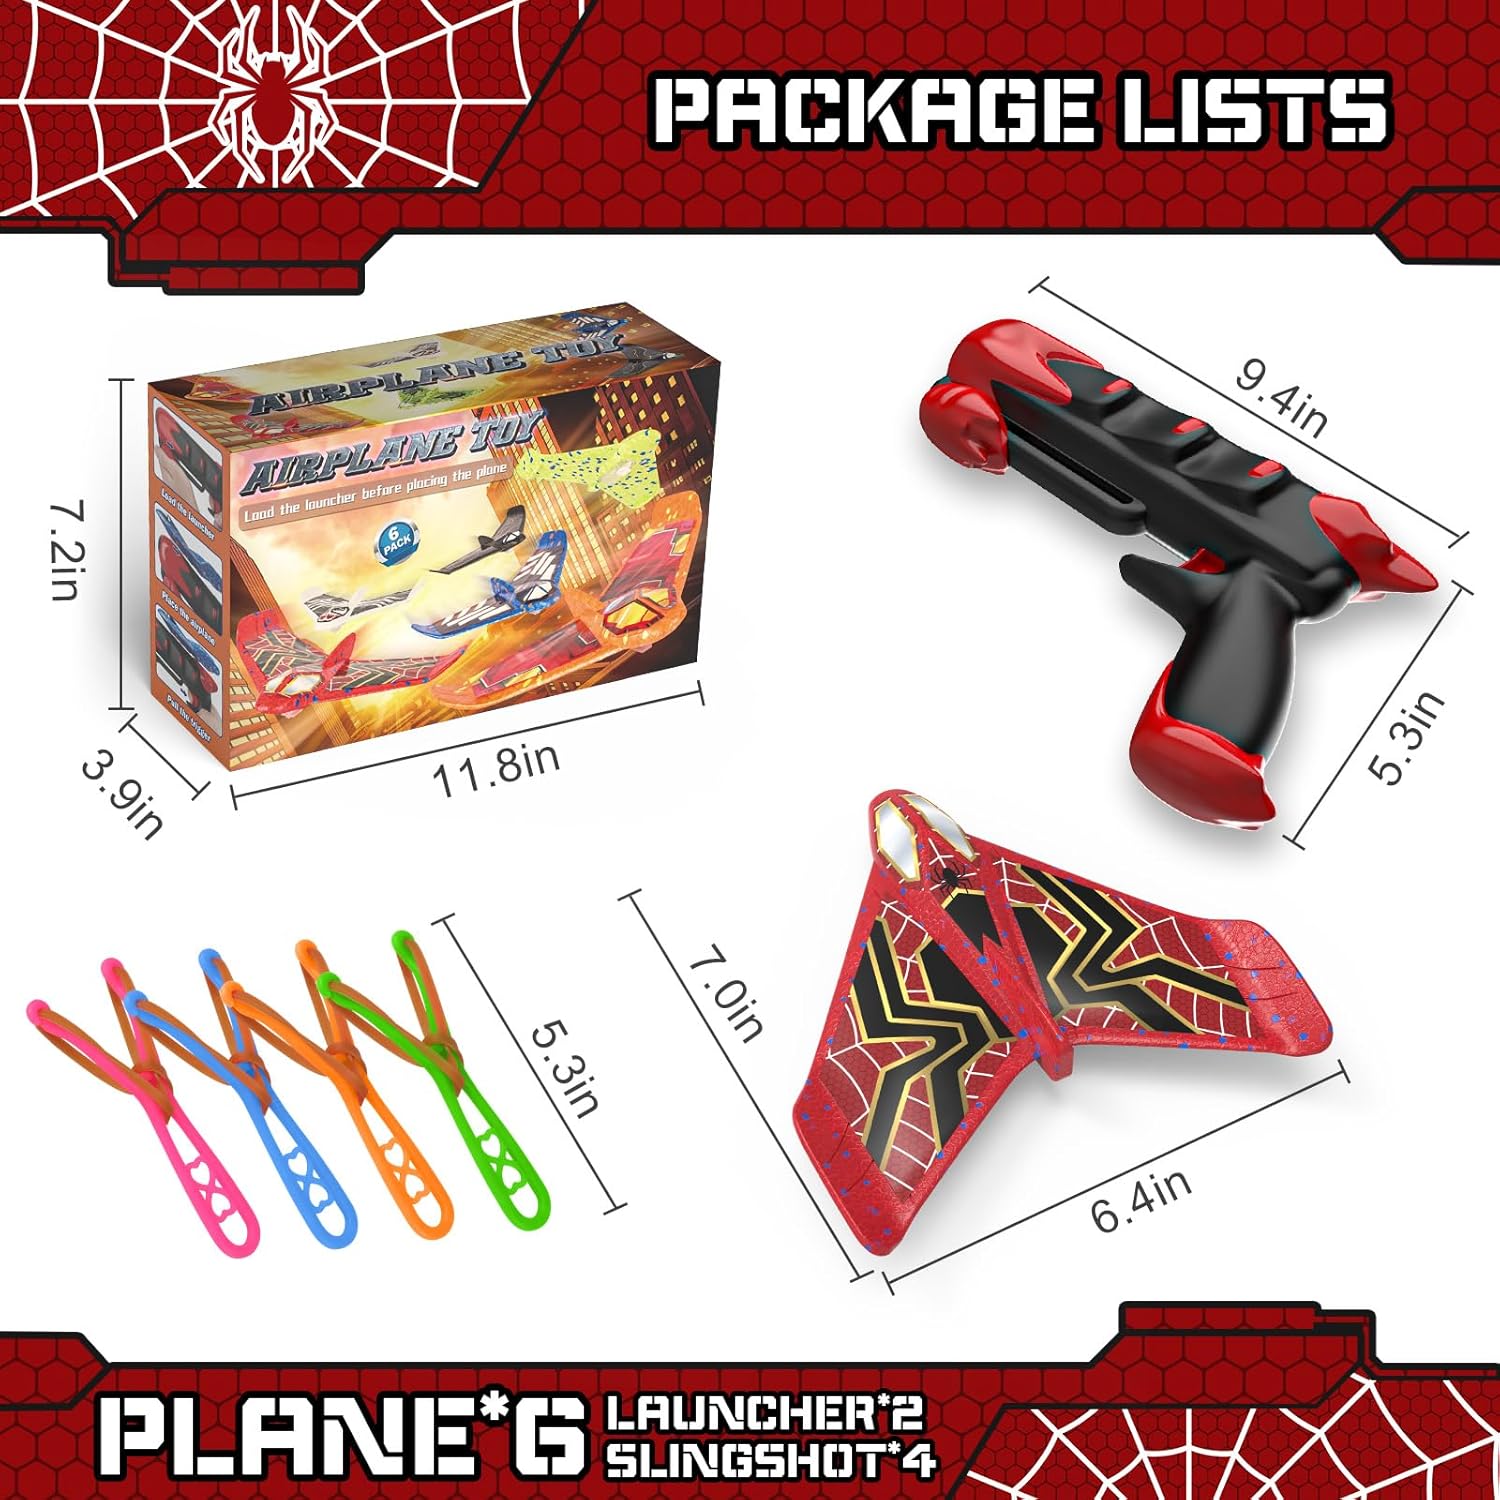 PACKAGE LISTS
AIRPLANE TOY
AIRPLANE TOY
Load the launcher before placing the plane
6
PACK
Load the launcher
Place the airplane
Pull the trigger
7.2in
3.9in
11.8in
9.4in
5.3in
5.3in
7.0in
6.4in
PLANE*6
LAUNCHER*2
SLINGSHOT*4